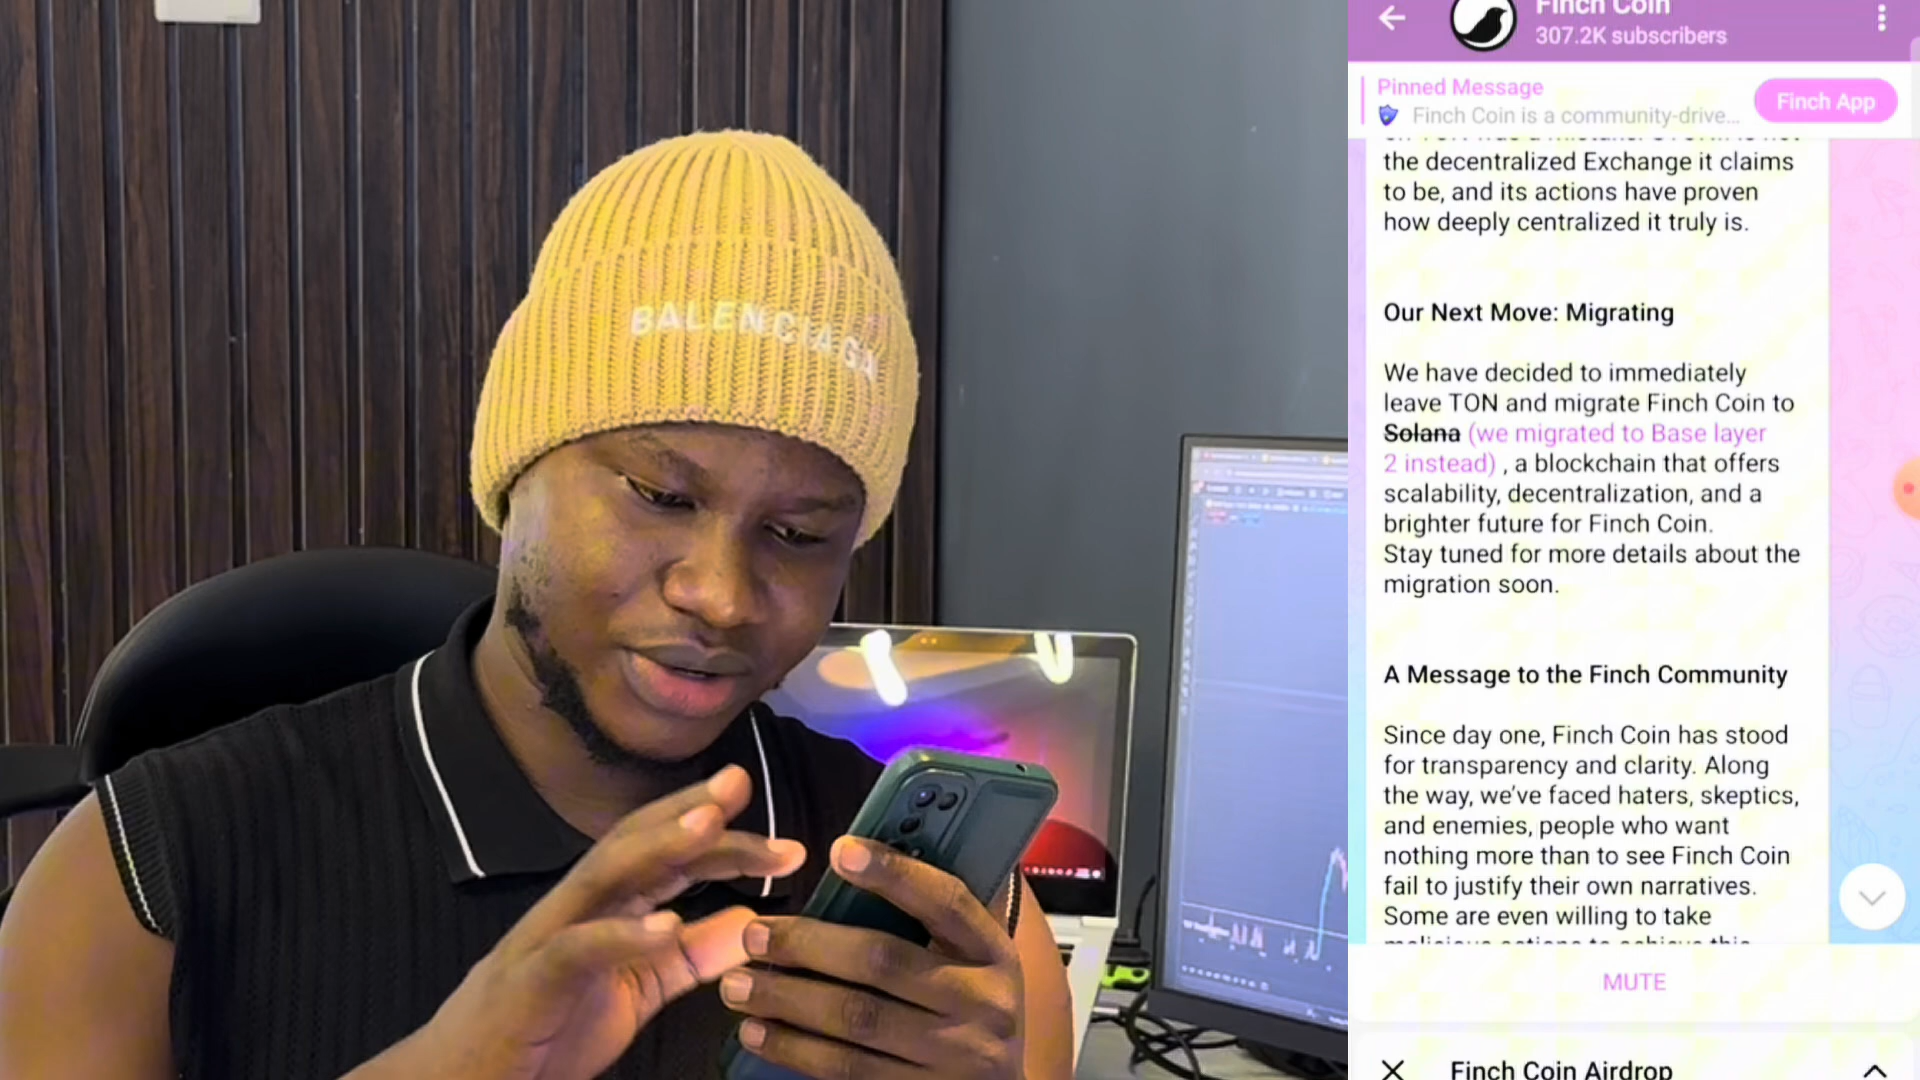 BALENCIAGA
Finch Coin
307.2K subscribers
Pinned Message
Finch Coin is a community-drive...
Finch App
the decentralized Exchange it claims
to be, and its actions have proven
how deeply centralized it truly is.
Our Next Move: Migrating
We have decided to immediately
leave TON and migrate Finch Coin to
Solana (we migrated to Base layer
2 instead) , a blockchain that offers
scalability, decentralization, and a
brighter future for Finch Coin.
Stay tuned for more details about the
migration soon.
A Message to the Finch Community
Since day one, Finch Coin has stood
for transparency and clarity. Along
the way, we’ve faced haters, skeptics,
and enemies, people who want
nothing more than to see Finch Coin
fail to justify their own narratives.
Some are even willing to take
MUTE
Finch Coin Airdrop